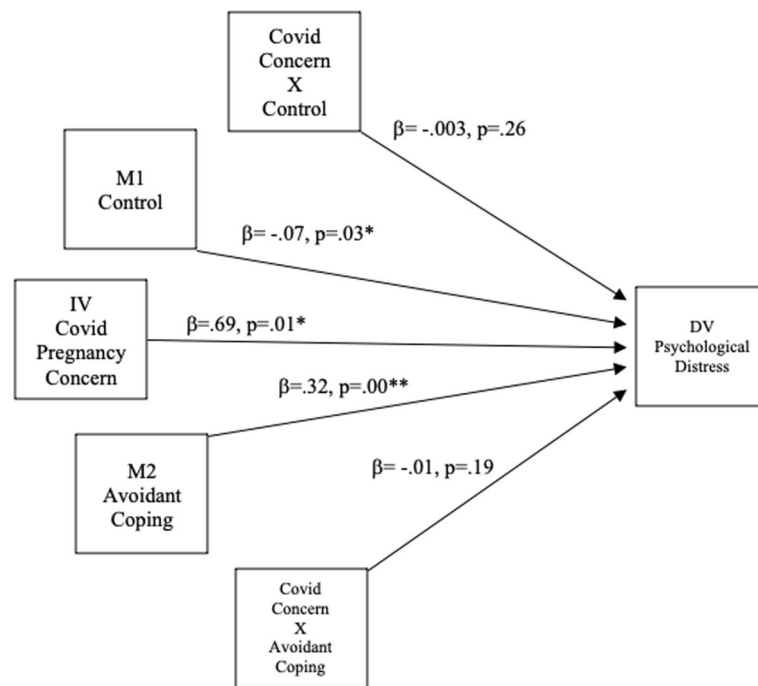 Covid
Concern
X
Control
β= -.003, p=.26
M1
Control
β= -.07, p=.03*
IV
Covid
Pregnancy
Concern
β=.69, p=.01*
DV
Psychological
Distress
β=.32, p=.00**
M2
Avoidant
Coping
β= -.01, p=.19
Covid
Concern
X
Avoidant
Coping